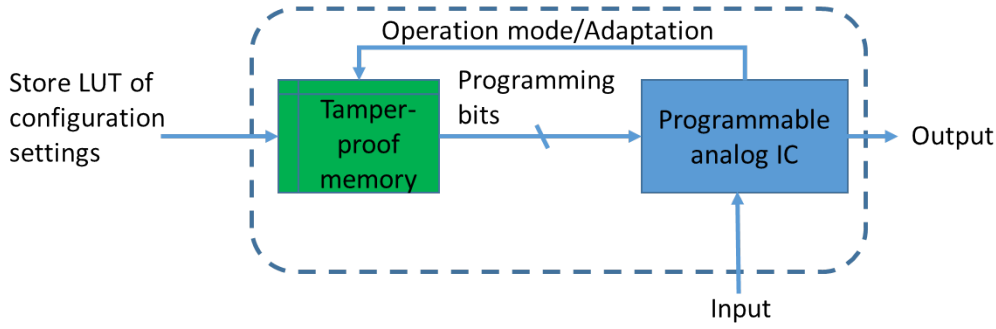 Operation mode/Adaptation
Store LUT of
configuration
settings
Tamper-
proof
memory
Programming
bits
Programmable
analog IC
Output
Input